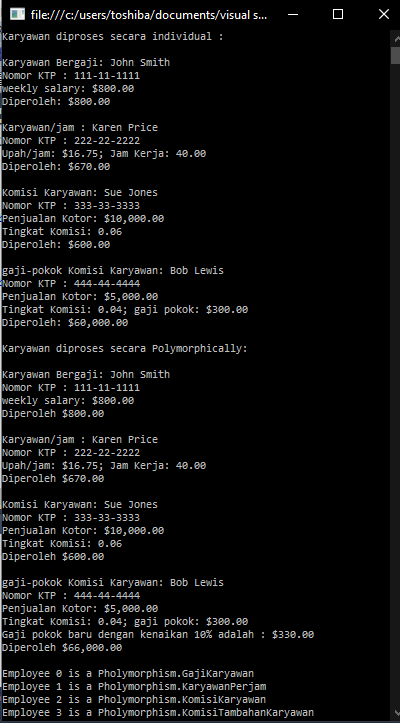 file:///c:/users/toshiba/documents/visual s...
Karyawan diproses secara individual :
Karyawan Bergaji: John Smith
Nomor KTP : 111-11-1111
weekly salary: $800.00
Diperoleh: $800.00
Karyawan/jam : Karen Price
Nomor KTP : 222-22-2222
Upah/jam: $16.75; Jam Kerja: 40.00
Diperoleh: $670.00
Komisi Karyawan: Sue Jones
Nomor KTP : 333-33-3333
Penjualan Kotor: $10,000.00
Tingkat Komisi: 0.06
Diperoleh: $600.00
gaji-pokok Komisi Karyawan: Bob Lewis
Nomor KTP : 444-44-4444
Penjualan Kotor: $5,000.00
Tingkat Komisi: 0.04; gaji pokok: $300.00
Diperoleh: $60,000.00
Karyawan diproses secara Polymorphically:
Karyawan Bergaji: John Smith
Nomor KTP : 111-11-1111
weekly salary: $800.00
Diperoleh $800.00
Karyawan/jam : Karen Price
Nomor KTP : 222-22-2222
Upah/jam: $16.75; Jam Kerja: 40.00
Diperoleh $670.00
Komisi Karyawan: Sue Jones
Nomor KTP : 333-33-3333
Penjualan Kotor: $10,000.00
Tingkat Komisi: 0.06
Diperoleh $600.00
gaji-pokok Komisi Karyawan: Bob Lewis
Nomor KTP : 444-44-4444
Penjualan Kotor: $5,000.00
Tingkat Komisi: 0.04; gaji pokok: $300.00
Gaji pokok baru dengan kenaikan 10% adalah : $330.00
Diperoleh $66,000.00
Employee 0 is a Pholymorphism.GajiKaryawan
Employee 1 is a Pholymorphism.KaryawanPerjam
Employee 2 is a Pholymorphism.KomisiKaryawan
Employee 3 is a Pholymorphism.KomisiTambahanKaryawan